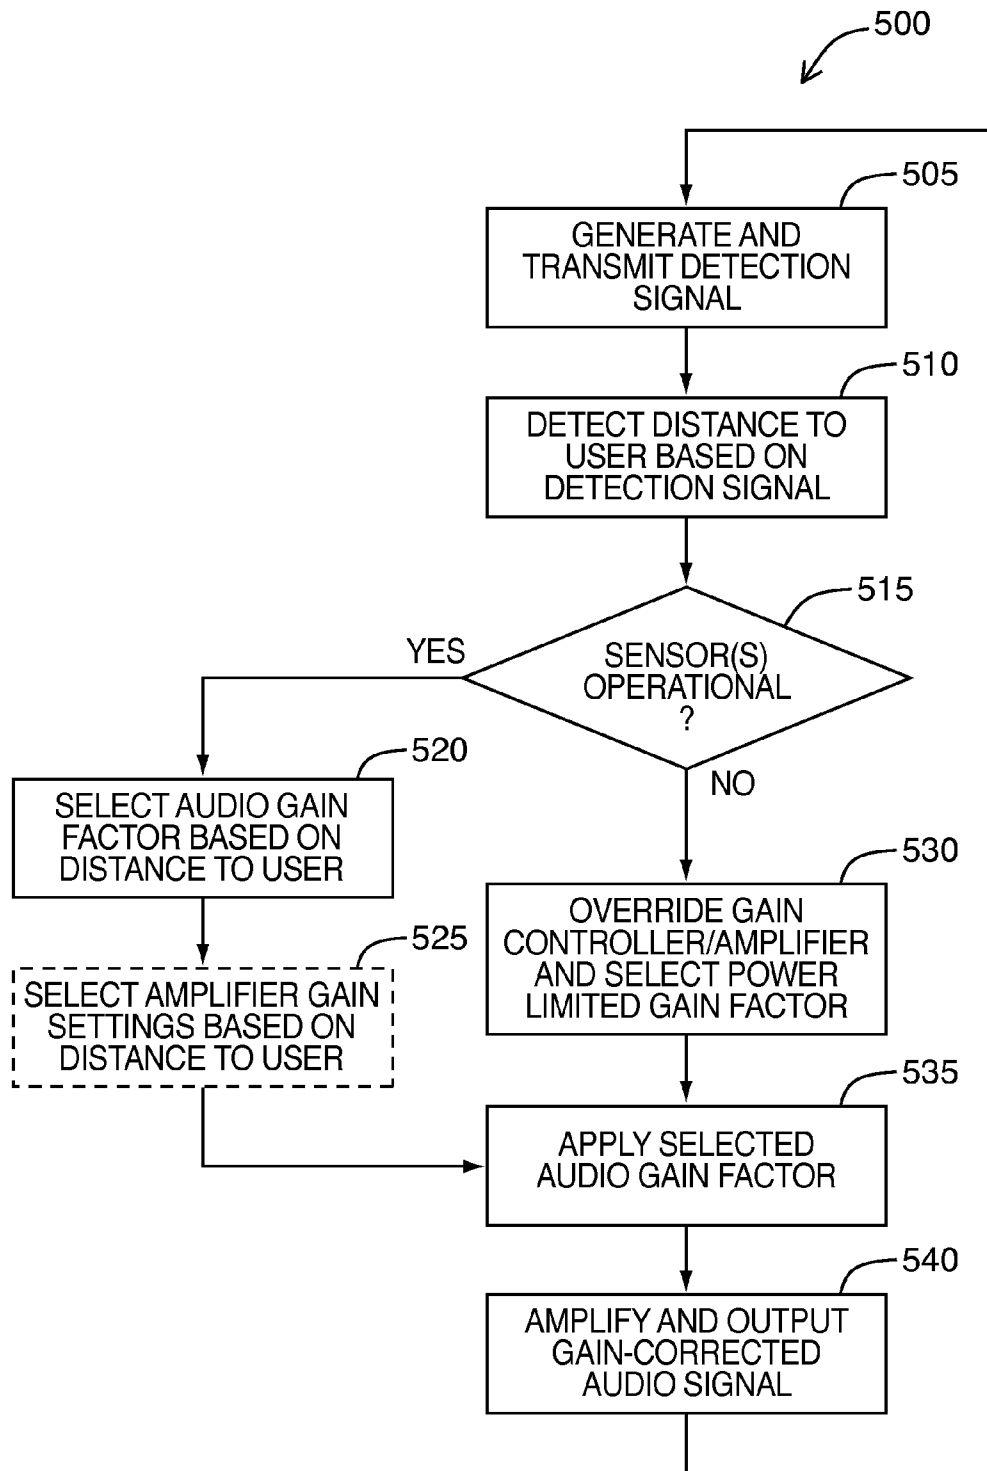 500
505
GENERATE AND
TRANSMIT DETECTION
SIGNAL
510
DETECT DISTANCE TO
USER BASED ON
DETECTION SIGNAL
515
YES
SENSOR(S)
OPERATIONAL
?
NO
520
SELECT AUDIO GAIN
FACTOR BASED ON
DISTANCE TO USER
525
SELECT AMPLIFIER GAIN
SETTINGS BASED ON
DISTANCE TO USER
530
OVERRIDE GAIN
CONTROLLER/AMPLIFIER
AND SELECT POWER
LIMITED GAIN FACTOR
535
APPLY SELECTED
AUDIO GAIN FACTOR
540
AMPLIFY AND OUTPUT
GAIN-CORRECTED
AUDIO SIGNAL